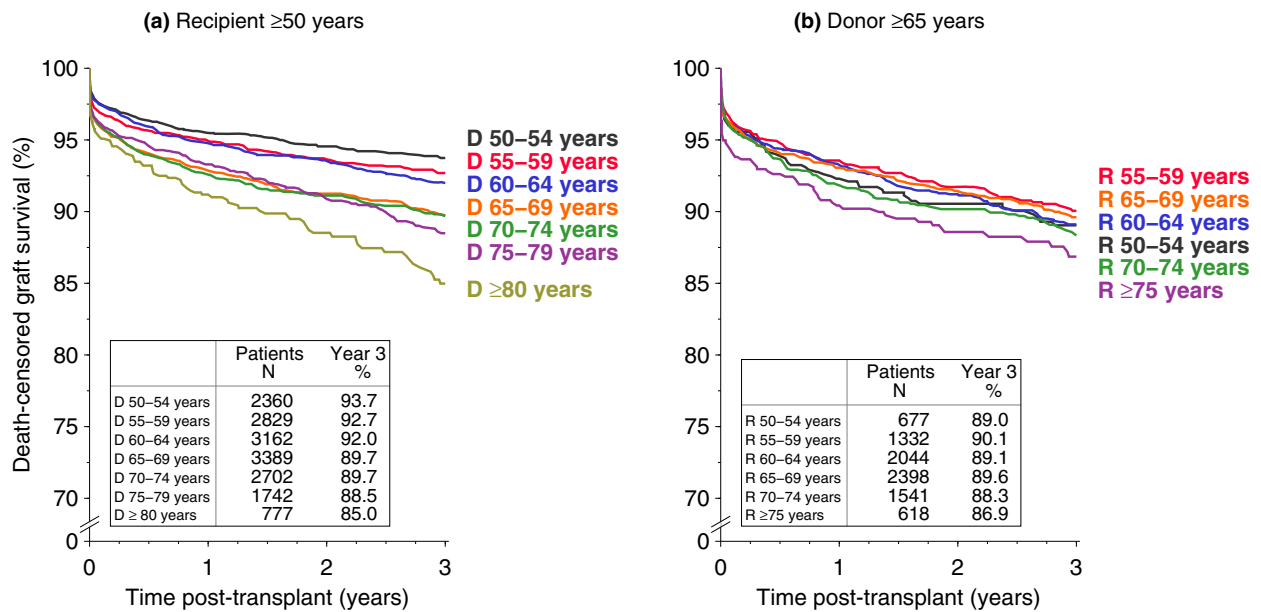 (a) Recipient ≥50 years
Death-censored graft survival (%)
100
95
90
85
80
75
70
0
D 50–54 years
D 55–59 years
D 60–64 years
D 65–69 years
D 70–74 years
D 75–79 years
D ≥80 years
Patients N Year 3 %
D 50–54 years 2360 93.7
D 55–59 years 2829 92.7
D 60–64 years 3162 92.0
D 65–69 years 3389 89.7
D 70–74 years 2702 89.7
D 75–79 years 1742 88.5
D ≥ 80 years 777 85.0
0 1 2 3
Time post-transplant (years)
(b) Donor ≥65 years
100
95
90
85
80
75
70
0
R 55–59 years
R 65–69 years
R 60–64 years
R 50–54 years
R 70–74 years
R ≥75 years
Patients N Year 3 %
R 50–54 years 677 89.0
R 55–59 years 1332 90.1
R 60–64 years 2044 89.1
R 65–69 years 2398 89.6
R 70–74 years 1541 88.3
R ≥75 years 618 86.9
0 1 2 3
Time post-transplant (years)